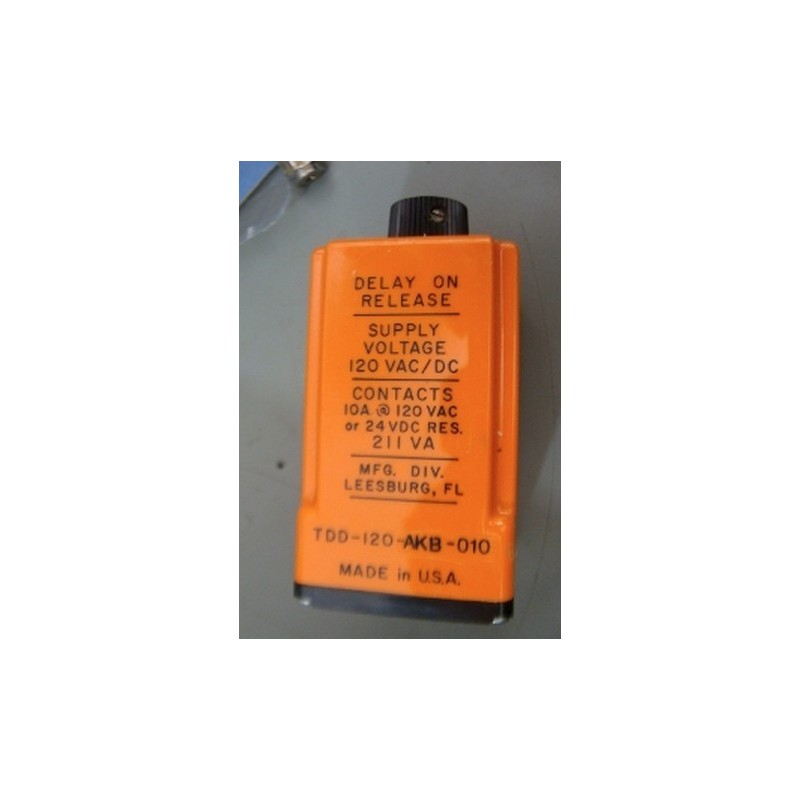 DELAY ON
RELEASE
SUPPLY
VOLTAGE
120 VAC/DC
CONTACTS
10A @ 120 VAC
or 24VDC RES.
211 VA
MFG. DIV.
LEESBURG, FL
TDD-120-AKB-010
MADE in U.S.A.